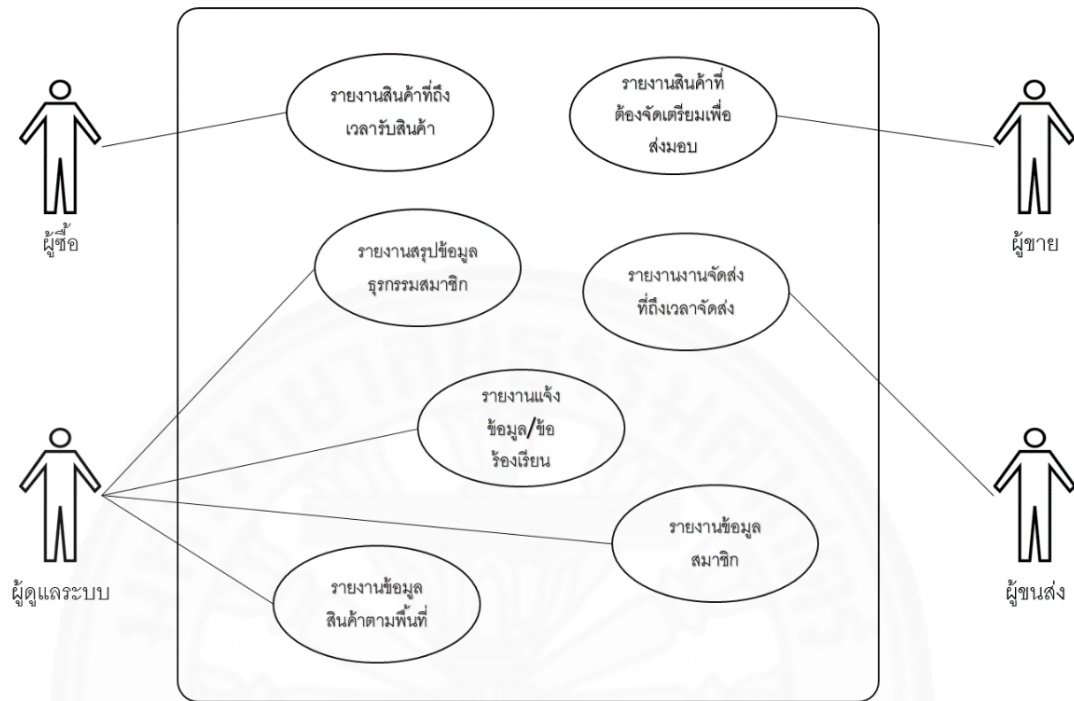 รายงานสินค้าที่ถึง
เวลารับสินค้า
รายงานสินค้าที่
ต้องจัดเตรียมเพื่อ
ส่งมอบ
ผู้ซื้อ
ผู้ขาย
รายงานสรุปข้อมูล
ธุรกรรมสมาชิก
รายงานงานจัดส่ง
ที่ถึงเวลาจัดส่ง
รายงานแจ้ง
ข้อมูล/ข้อ
ร้องเรียน
รายงานข้อมูล
สมาชิก
ผู้ดูแลระบบ
ผู้ขนส่ง
รายงานข้อมูล
สินค้าตามพื้นที่